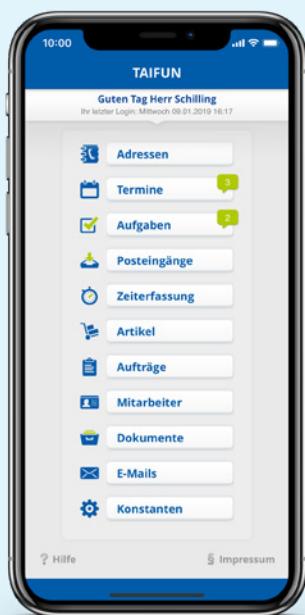 10:00
TAIFUN
Guten Tag Herr Schilling
Ihr letzter Login: Mittwoch 09.01.2019 16:17
Adressen
Termine 3
Aufgaben 2
Posteingänge
Zeiterfassung
Artikel
Aufträge
Mitarbeiter
Dokumente
E-Mails
Konstanten
? Hilfe § Impressum